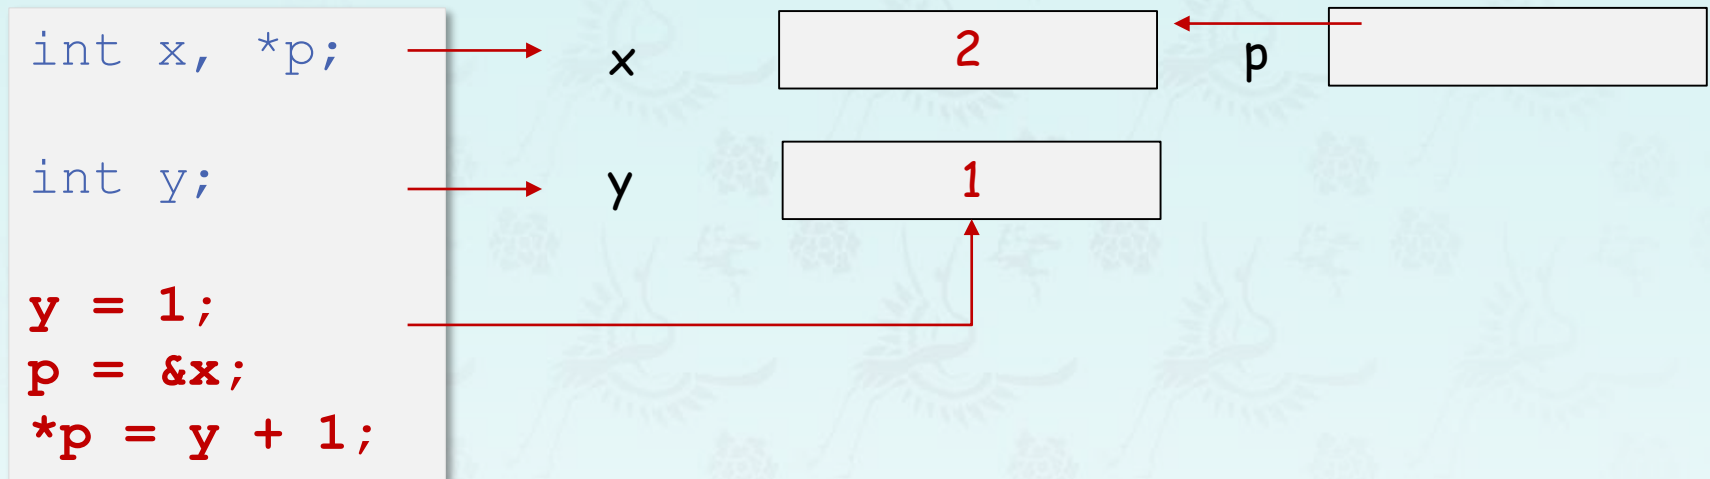 int x, *p;
int y;
y = 1;
p = &x;
*p = y + 1;
x 2 p
y 1